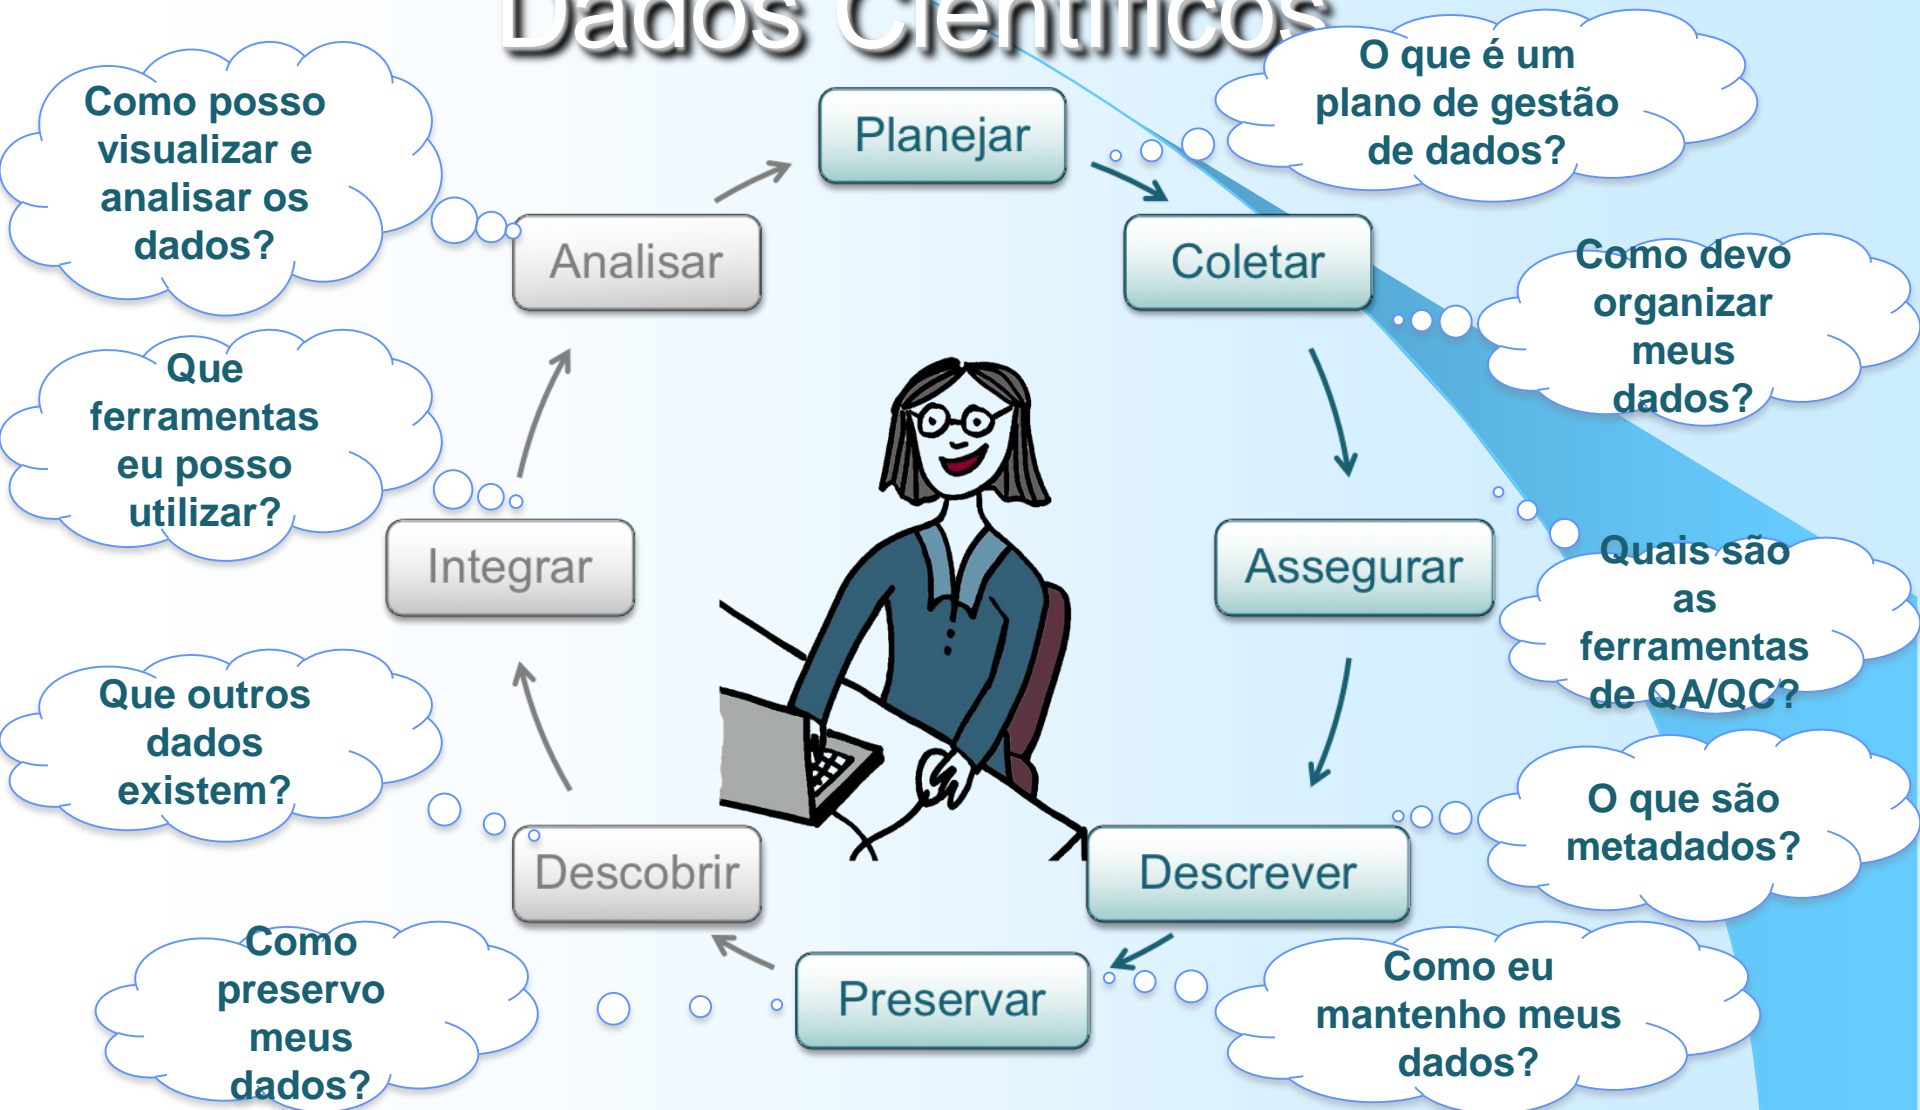 Dados Científicos
O que é um
plano de gestão
de dados?
Como posso
visualizar e
analisar os
dados?
Planejar
Analisar
Coletar
Como devo
organizar
meus
dados?
Que
ferramentas
eu posso
utilizar?
Integrar
Assegurar
Quais são
as
ferramentas
de QA/QC?
Que outros
dados
existem?
O que são
metadados?
Descobrir
Descrever
Como
preservo
meus
dados?
Preservar
Como eu
mantenho meus
dados?